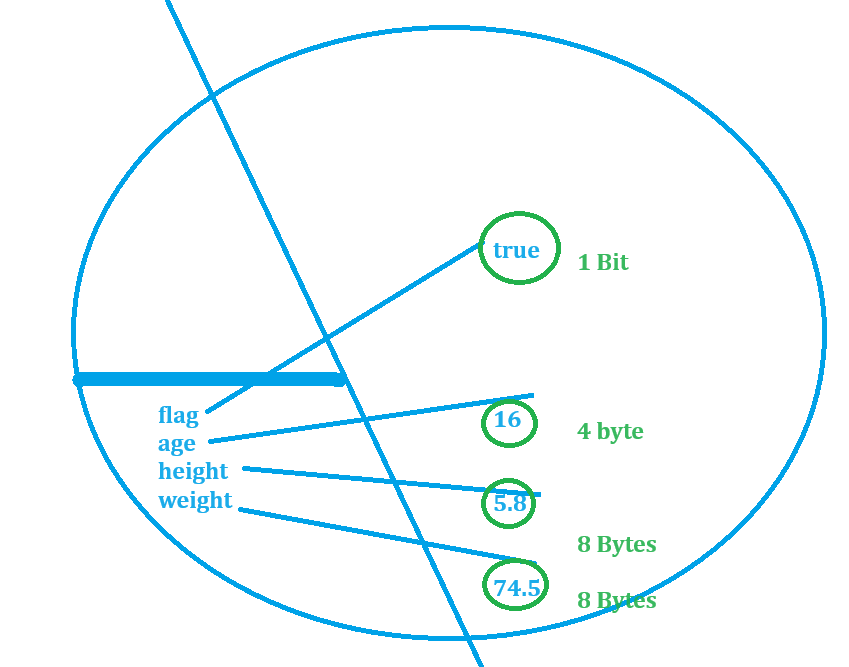 true
1 Bit
flag
age
height
weight
16
4 byte
5.8
8 Bytes
74.5
8 Bytes